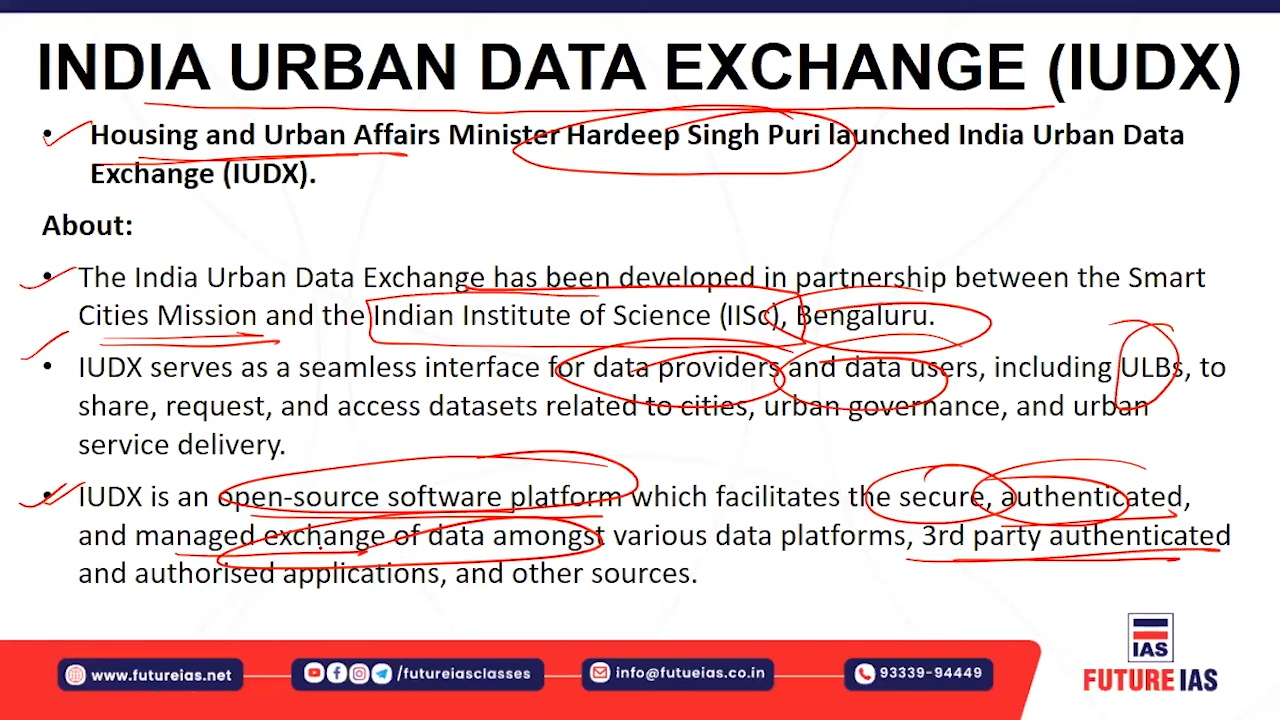 INDIA URBAN DATA EXCHANGE (IUDX)
• Housing and Urban Affairs Minister Hardeep Singh Puri launched India Urban Data
Exchange (IUDX).
About:
• The India Urban Data Exchange has been developed in partnership between the Smart
Cities Mission and the Indian Institute of Science (IISc), Bengaluru.
• IUDX serves as a seamless interface for data providers and data users, including ULBs, to
share, request, and access datasets related to cities, urban governance, and urban
service delivery.
• IUDX is an open-source software platform which facilitates the secure, authenticated,
and managed exchange of data amongst various data platforms, 3rd party authenticated
and authorised applications, and other sources.
www.futureias.net
/futureiasclasses
info@futueias.co.in
93339-94449
IAS
FUTURE IAS